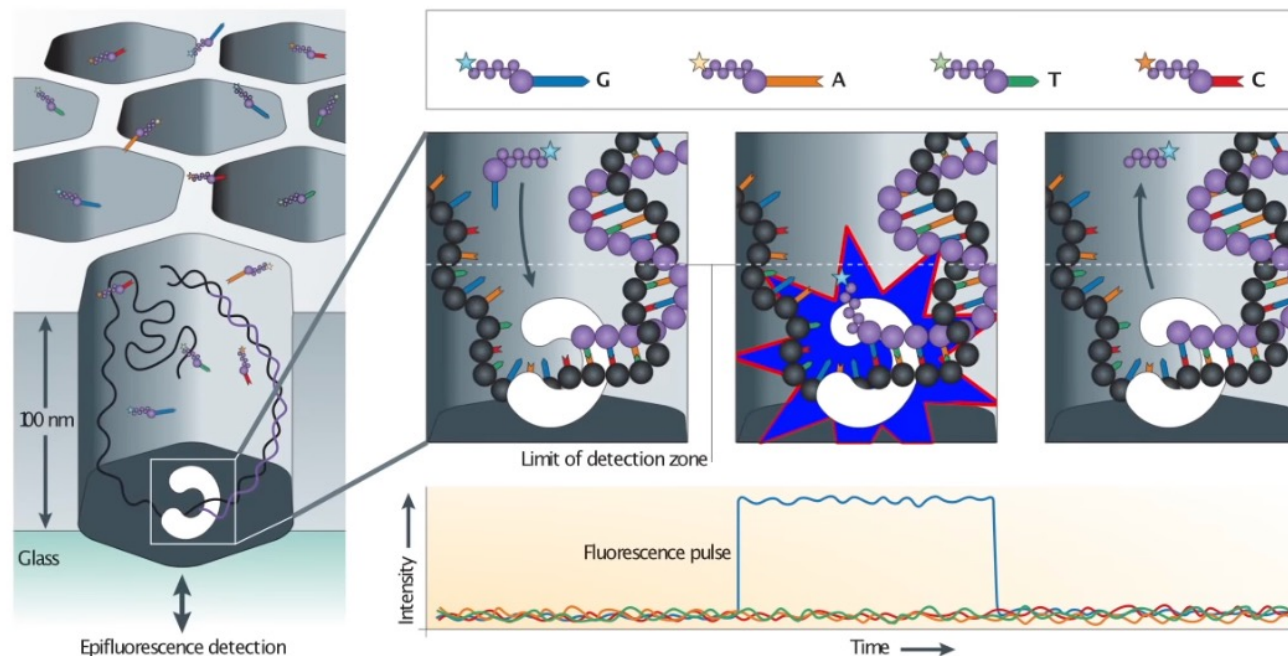 G
A
T
C
100 nm
Limit of detection zone
Glass
Fluorescence pulse
Intensity
Epifluorescence detection
Time